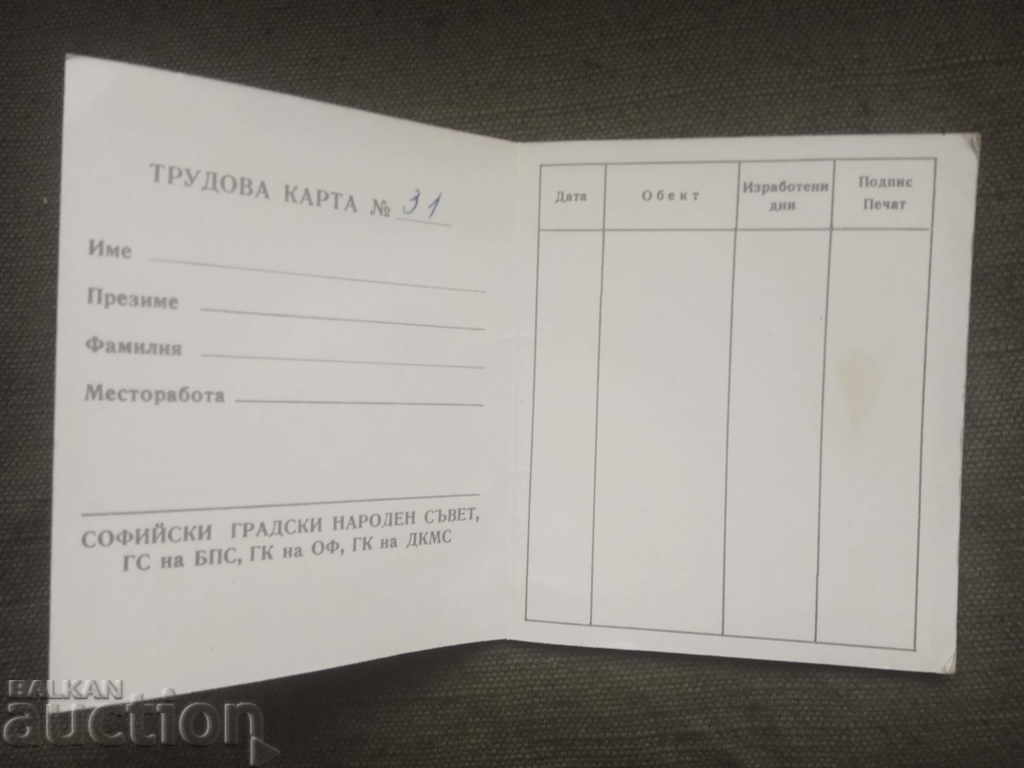 ТРУДОВА КАРТА № 31
Име
Презиме
Фамилия
Месторабота
СОФИЙСКИ ГРАДСКИ НАРОДЕН СЪВЕТ,
ГС на БПС, ГК на ОФ, ГК на ДКМС
Дата Обект Изработени дни Подпис Печат
BALKAN
auction